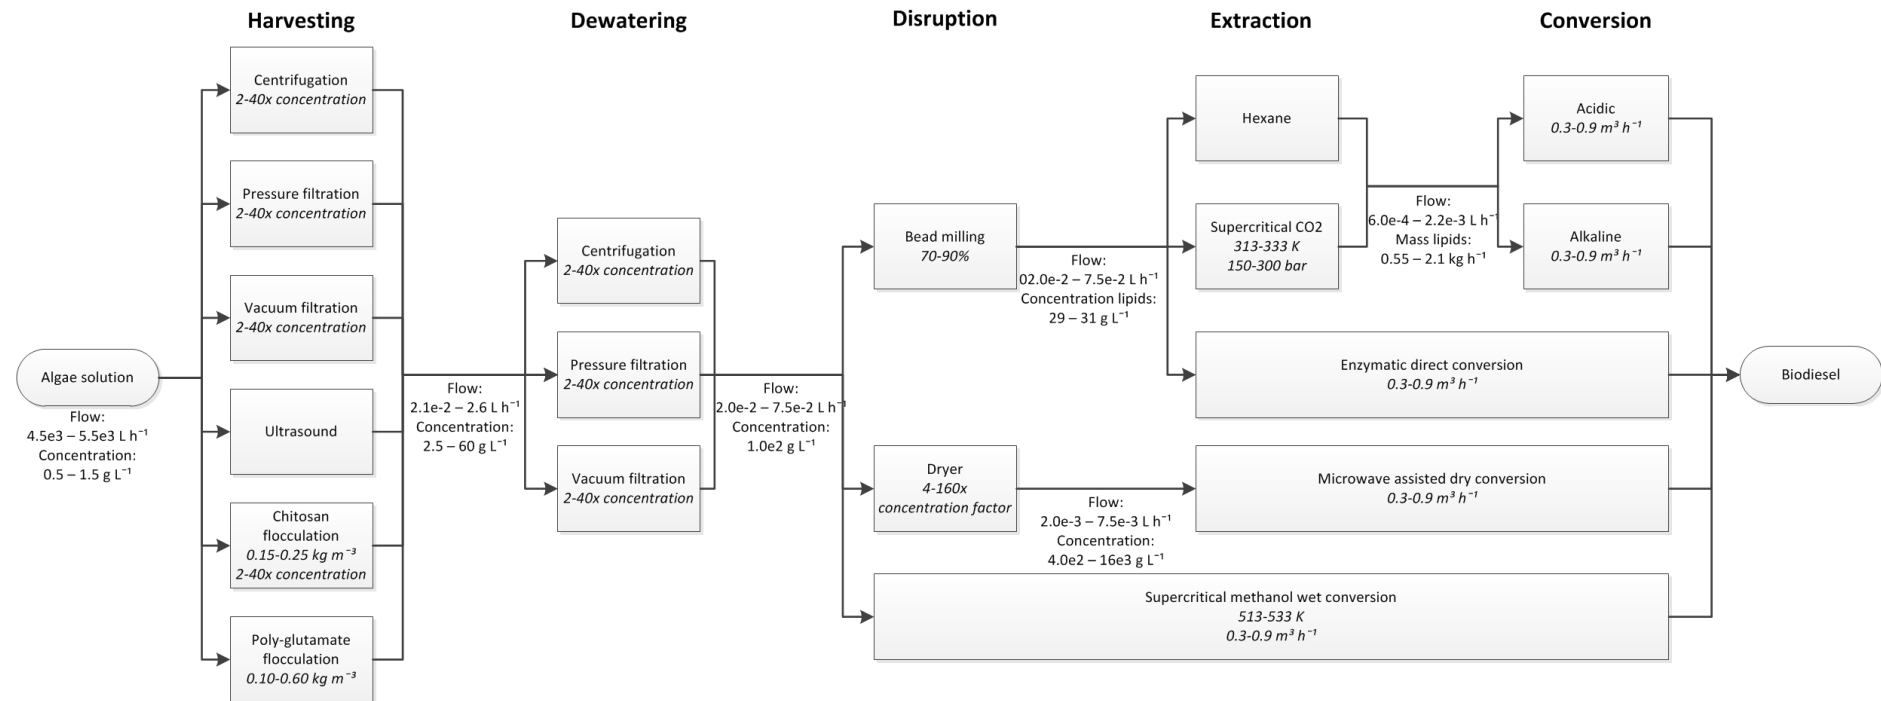 Harvesting
Dewatering
Disruption
Extraction
Conversion
Algae solution
Flow:
4.5e3 – 5.5e3 L h⁻¹
Concentration:
0.5 – 1.5 g L⁻¹
Centrifugation
2-40x concentration
Pressure filtration
2-40x concentration
Vacuum filtration
2-40x concentration
Ultrasound
Chitosan
flocculation
0.15-0.25 kg m⁻³
2-40x concentration
Poly-glutamate
flocculation
0.10-0.60 kg m⁻³
Flow:
2.1e-2 – 2.6 L h⁻¹
Concentration:
2.5 – 60 g L⁻¹
Centrifugation
2-40x concentration
Pressure filtration
2-40x concentration
Vacuum filtration
2-40x concentration
Flow:
2.0e-2 – 7.5e-2 L h⁻¹
Concentration:
1.0e2 g L⁻¹
Bead milling
70-90%
Flow:
02.0e-2 – 7.5e-2 L h⁻¹
Concentration lipids:
29 – 31 g L⁻¹
Dryer
4-160x
concentration factor
Flow:
2.0e-3 – 7.5e-3 L h⁻¹
Concentration:
4.0e2 – 16e3 g L⁻¹
Hexane
Supercritical CO2
313-333 K
150-300 bar
Flow:
6.0e-4 – 2.2e-3 L h⁻¹
Mass lipids:
0.55 – 2.1 kg h⁻¹
Acidic
0.3-0.9 m³ h⁻¹
Alkaline
0.3-0.9 m³ h⁻¹
Enzymatic direct conversion
0.3-0.9 m³ h⁻¹
Microwave assisted dry conversion
0.3-0.9 m³ h⁻¹
Supercritical methanol wet conversion
513-533 K
0.3-0.9 m³ h⁻¹
Biodiesel